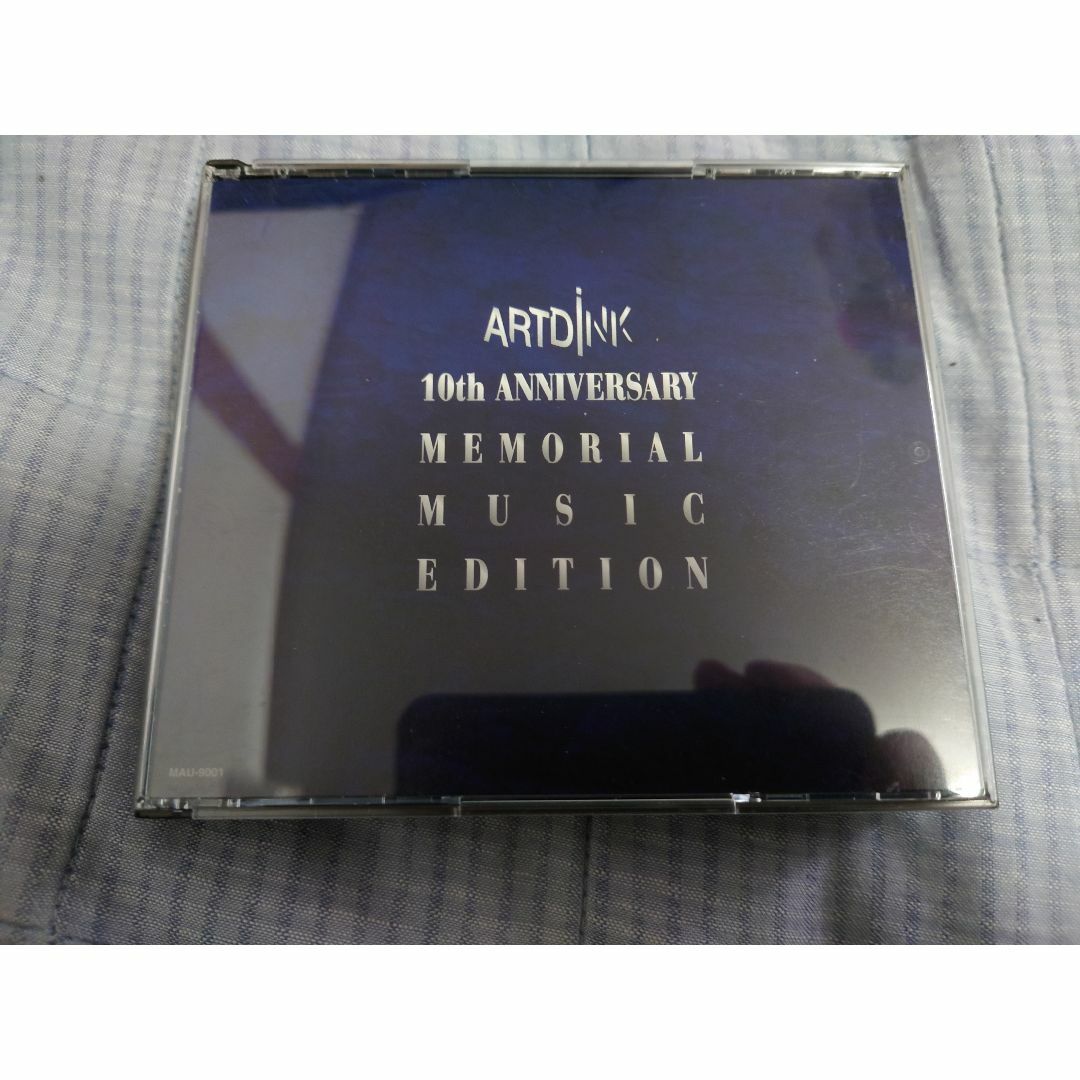 ARTDINK
10th ANNIVERSARY
MEMORIAL
MUSIC
EDITION
MAU-9001